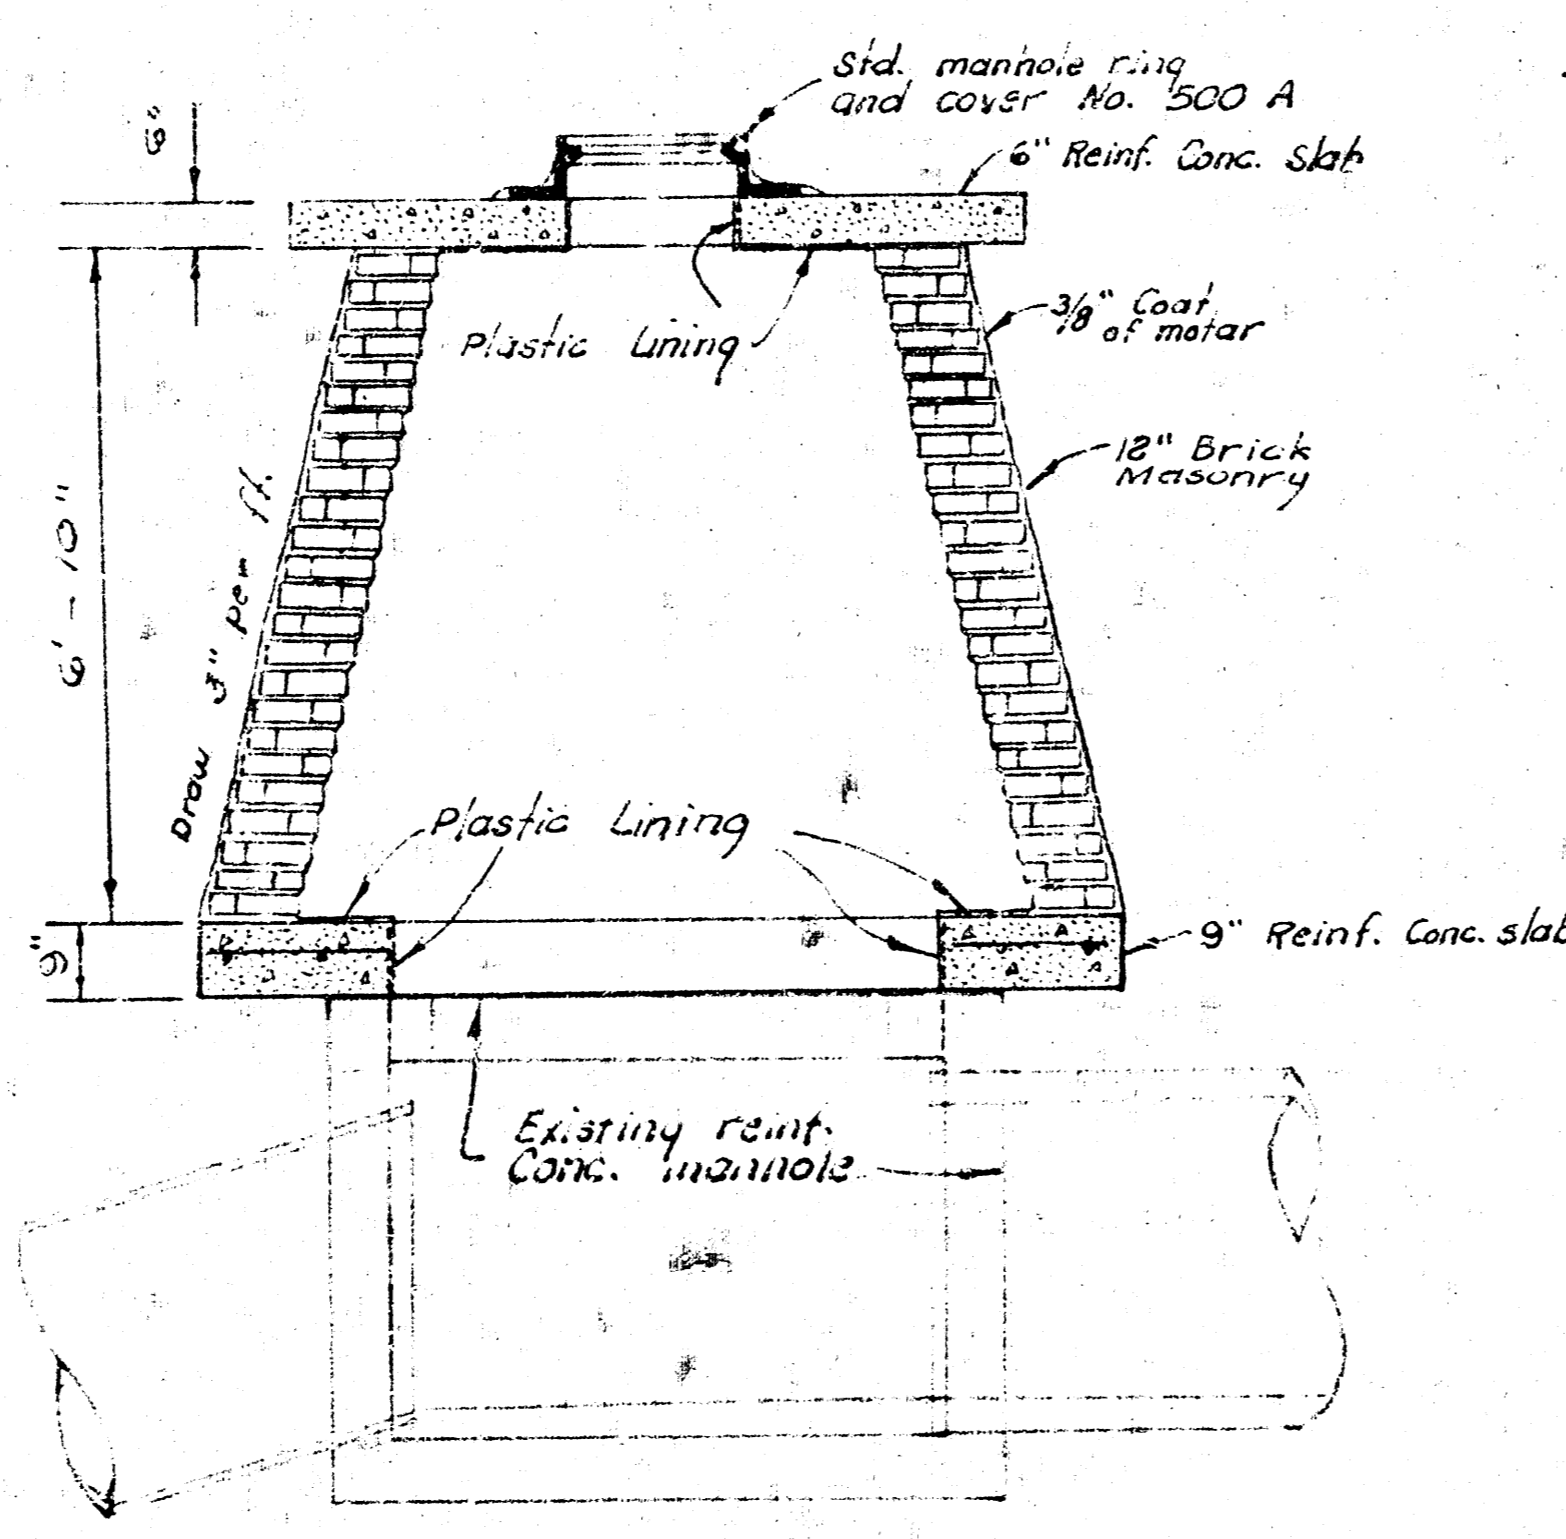 Std. manhole ring
and cover No. 500 A
6"
6" Reinf. Conc. Slab
Plastic Lining
3/8" Coat
of motar
12" Brick
Masonry
6' - 10"
Draw 3" per ft.
Plastic Lining
9"
9" Reinf. Conc. slab
Existing reinf.
Conc. manhole